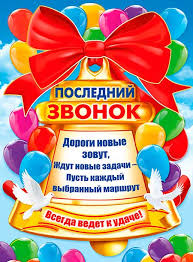 ПОСЛЕДНИЙ
ЗВОНОК
Дороги новые
зовут,
Ждут новые задачи –
Пусть каждый
выбранный маршрут
Всегда ведет к удаче!